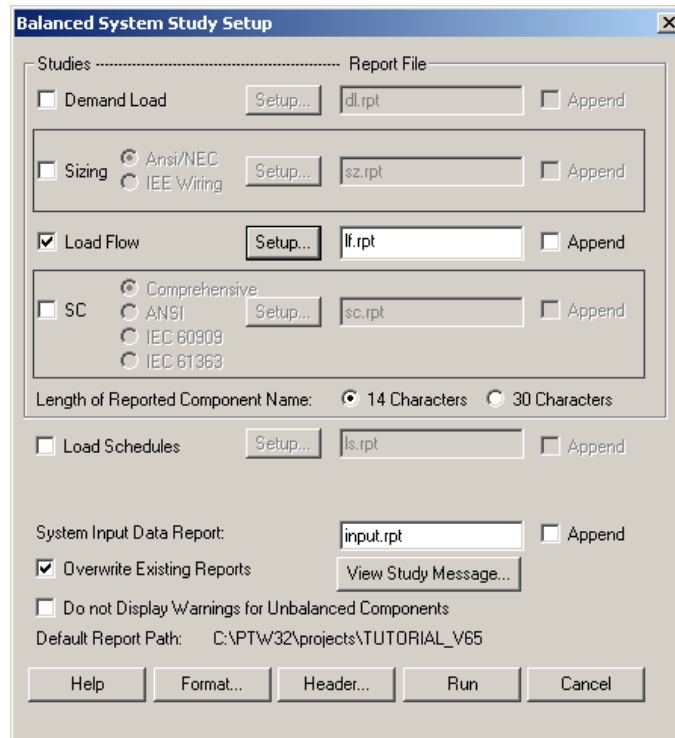 Balanced System Study Setup
Studies ---------------------------------------------- Report File
Demand Load Setup... dl.rpt Append
Sizing Ansi/NEC Setup... sz.rpt Append
IEE Wiring
Load Flow Setup... lf.rpt Append
Comprehensive
SC ANSI Setup... sc.rpt Append
IEC 60909
IEC 61363
Length of Reported Component Name: 14 Characters 30 Characters
Load Schedules Setup... ls.rpt Append
System Input Data Report: input.rpt Append
Overwrite Existing Reports View Study Message...
Do not Display Warnings for Unbalanced Components
Default Report Path: C:\PTW32\projects\TUTORIAL_V65
Help Format... Header... Run Cancel